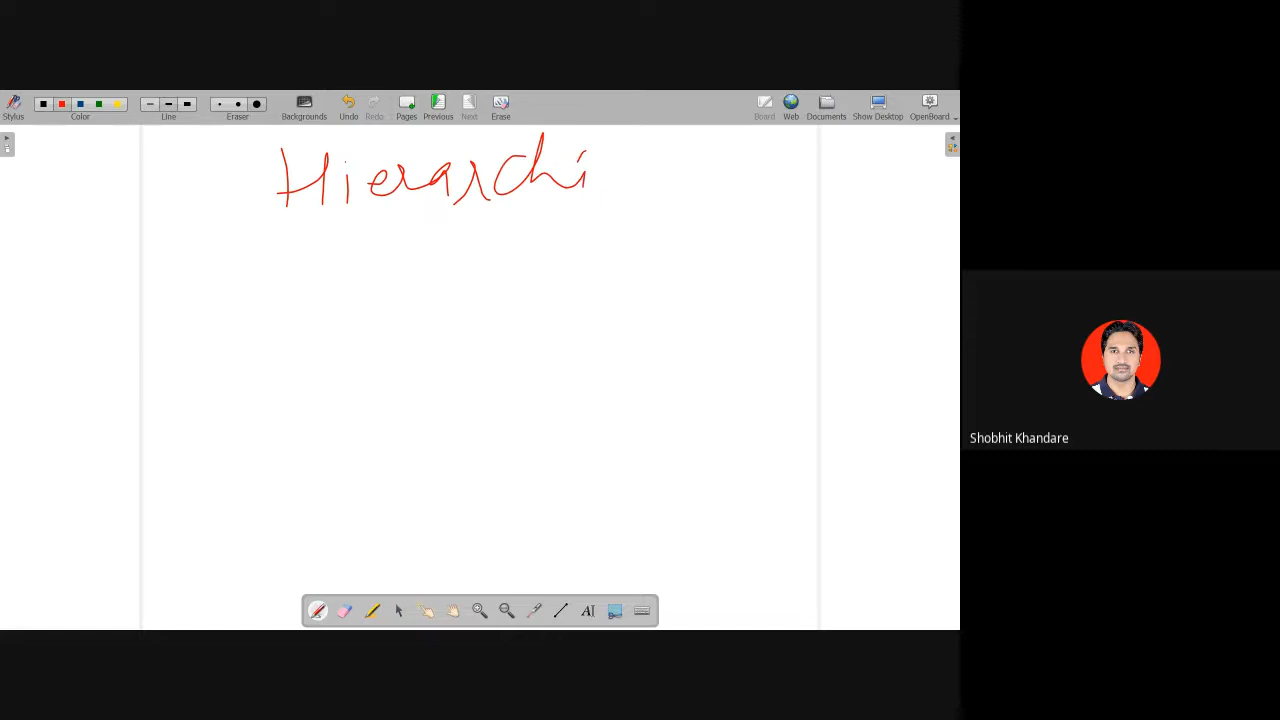 Stylus Color Line Eraser Backgrounds Undo Redo Pages Previous Next Erase Board Web Documents Show Desktop OpenBoard
Hierarchi
Shobhit Khandare
AI